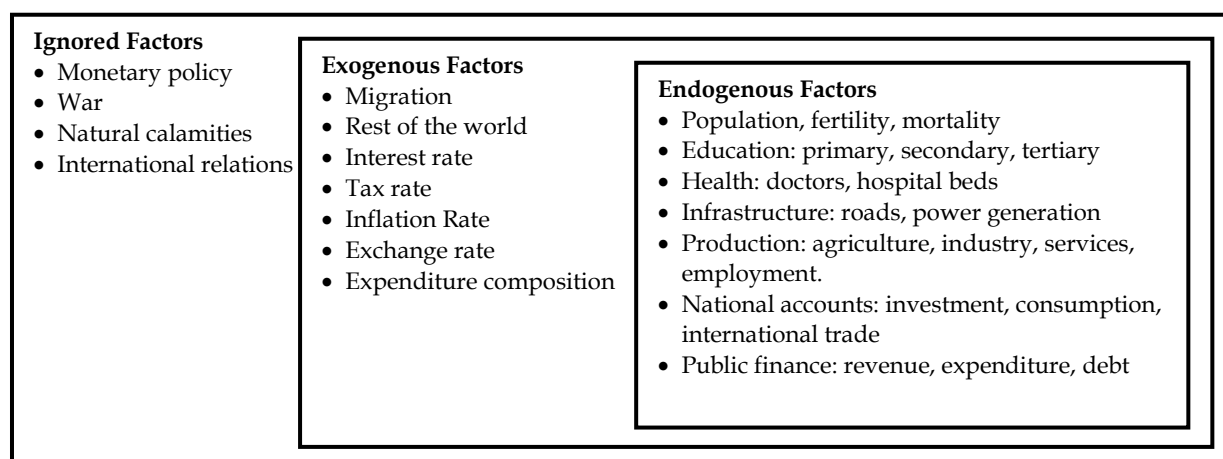 Ignored Factors
• Monetary policy
• War
• Natural calamities
• International relations
Exogenous Factors
• Migration
• Rest of the world
• Interest rate
• Tax rate
• Inflation Rate
• Exchange rate
• Expenditure composition
Endogenous Factors
• Population, fertility, mortality
• Education: primary, secondary, tertiary
• Health: doctors, hospital beds
• Infrastructure: roads, power generation
• Production: agriculture, industry, services,
employment.
• National accounts: investment, consumption,
international trade
• Public finance: revenue, expenditure, debt